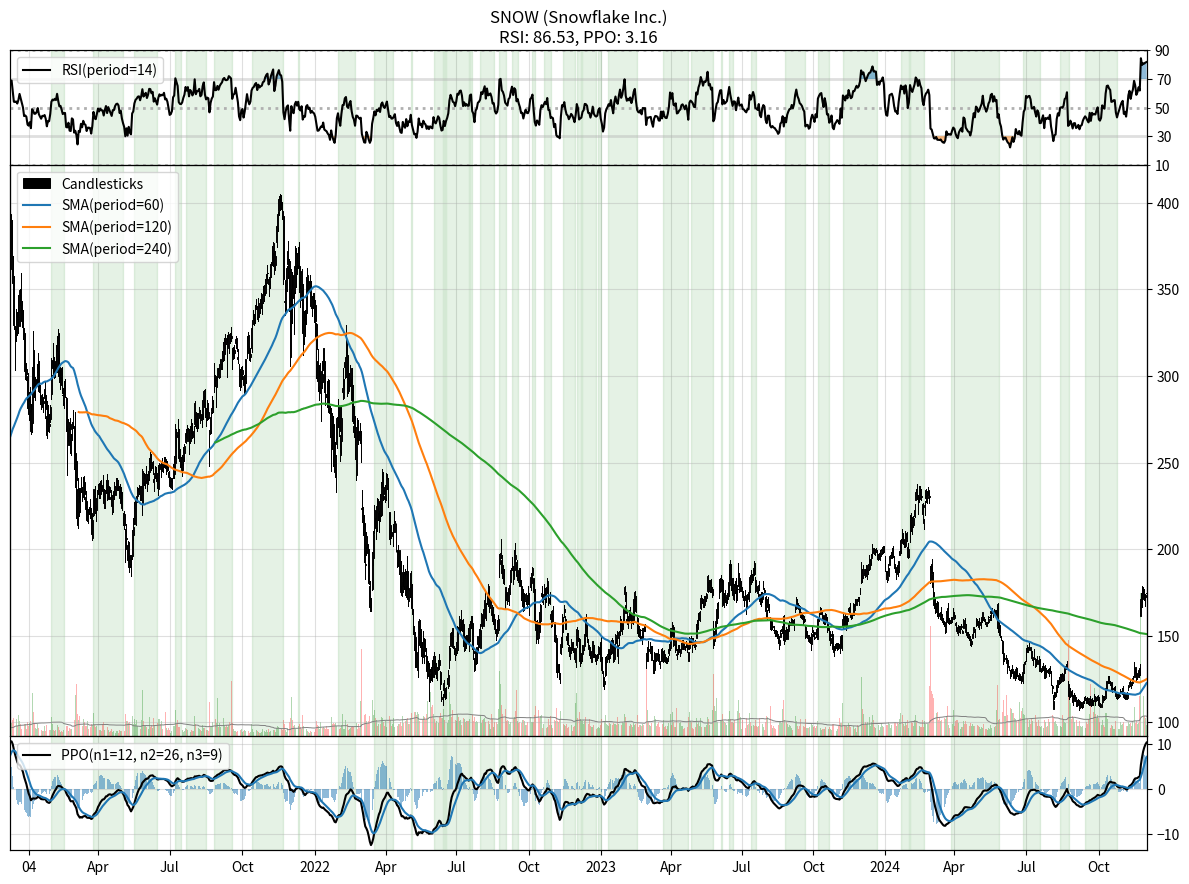 SNOW (Snowflake Inc.)
RSI: 86.53, PPO: 3.16
RSI(period=14)
90
70
50
30
10
Candlesticks
SMA(period=60)
SMA(period=120)
SMA(period=240)
400
350
300
250
200
150
100
PPO(n1=12, n2=26, n3=9)
10
0
−10
04 Apr Jul Oct 2022 Apr Jul Oct 2023 Apr Jul Oct 2024 Apr Jul Oct